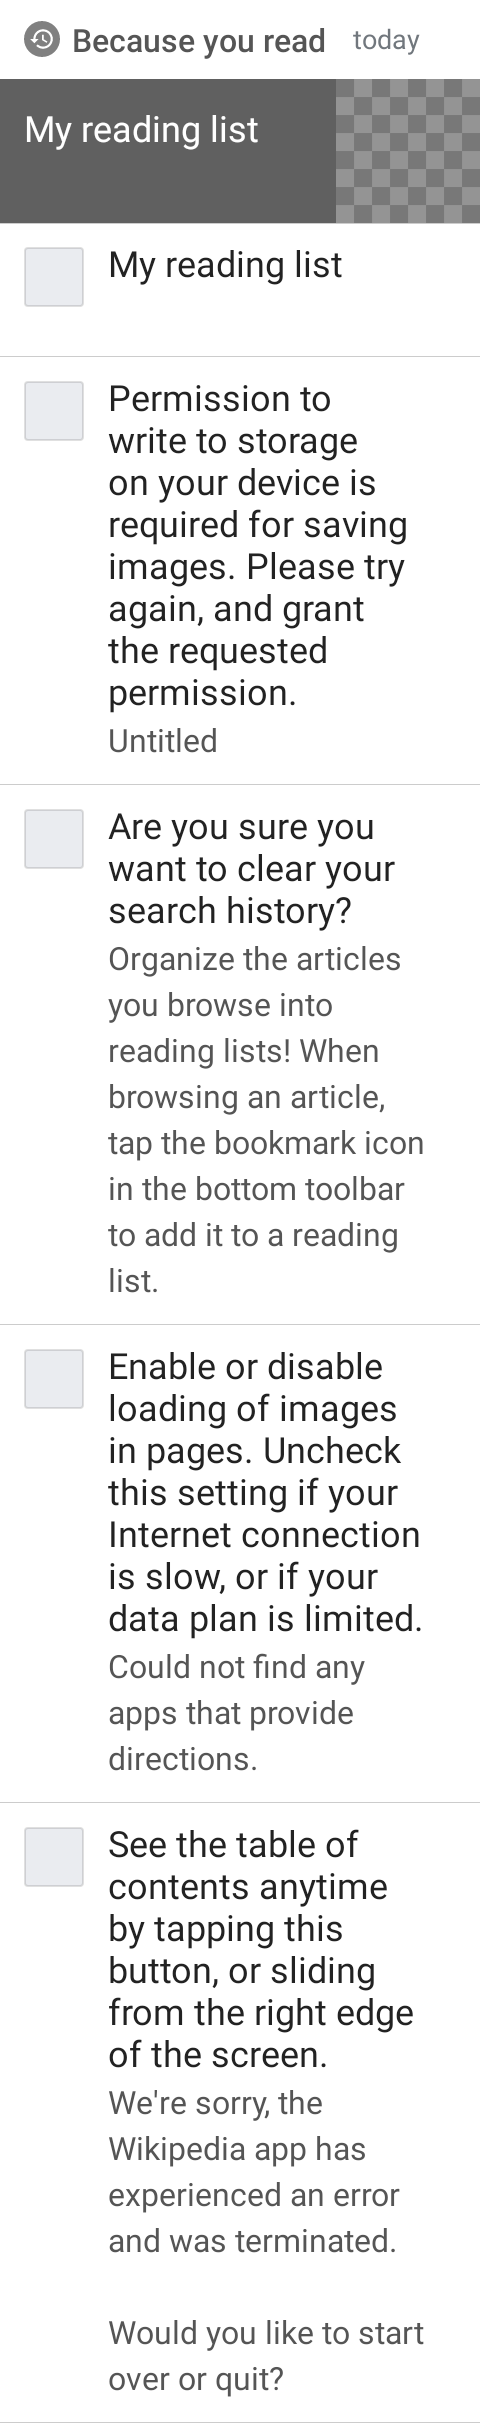 Because you read today
My reading list
My reading list
Permission to
write to storage
on your device is
required for saving
images. Please try
again, and grant
the requested
permission.
Untitled
Are you sure you
want to clear your
search history?
Organize the articles
you browse into
reading lists! When
browsing an article,
tap the bookmark icon
in the bottom toolbar
to add it to a reading
list.
Enable or disable
loading of images
in pages. Uncheck
this setting if your
Internet connection
is slow, or if your
data plan is limited.
Could not find any
apps that provide
directions.
See the table of
contents anytime
by tapping this
button, or sliding
from the right edge
of the screen.
We're sorry, the
Wikipedia app has
experienced an error
and was terminated.
Would you like to start
over or quit?